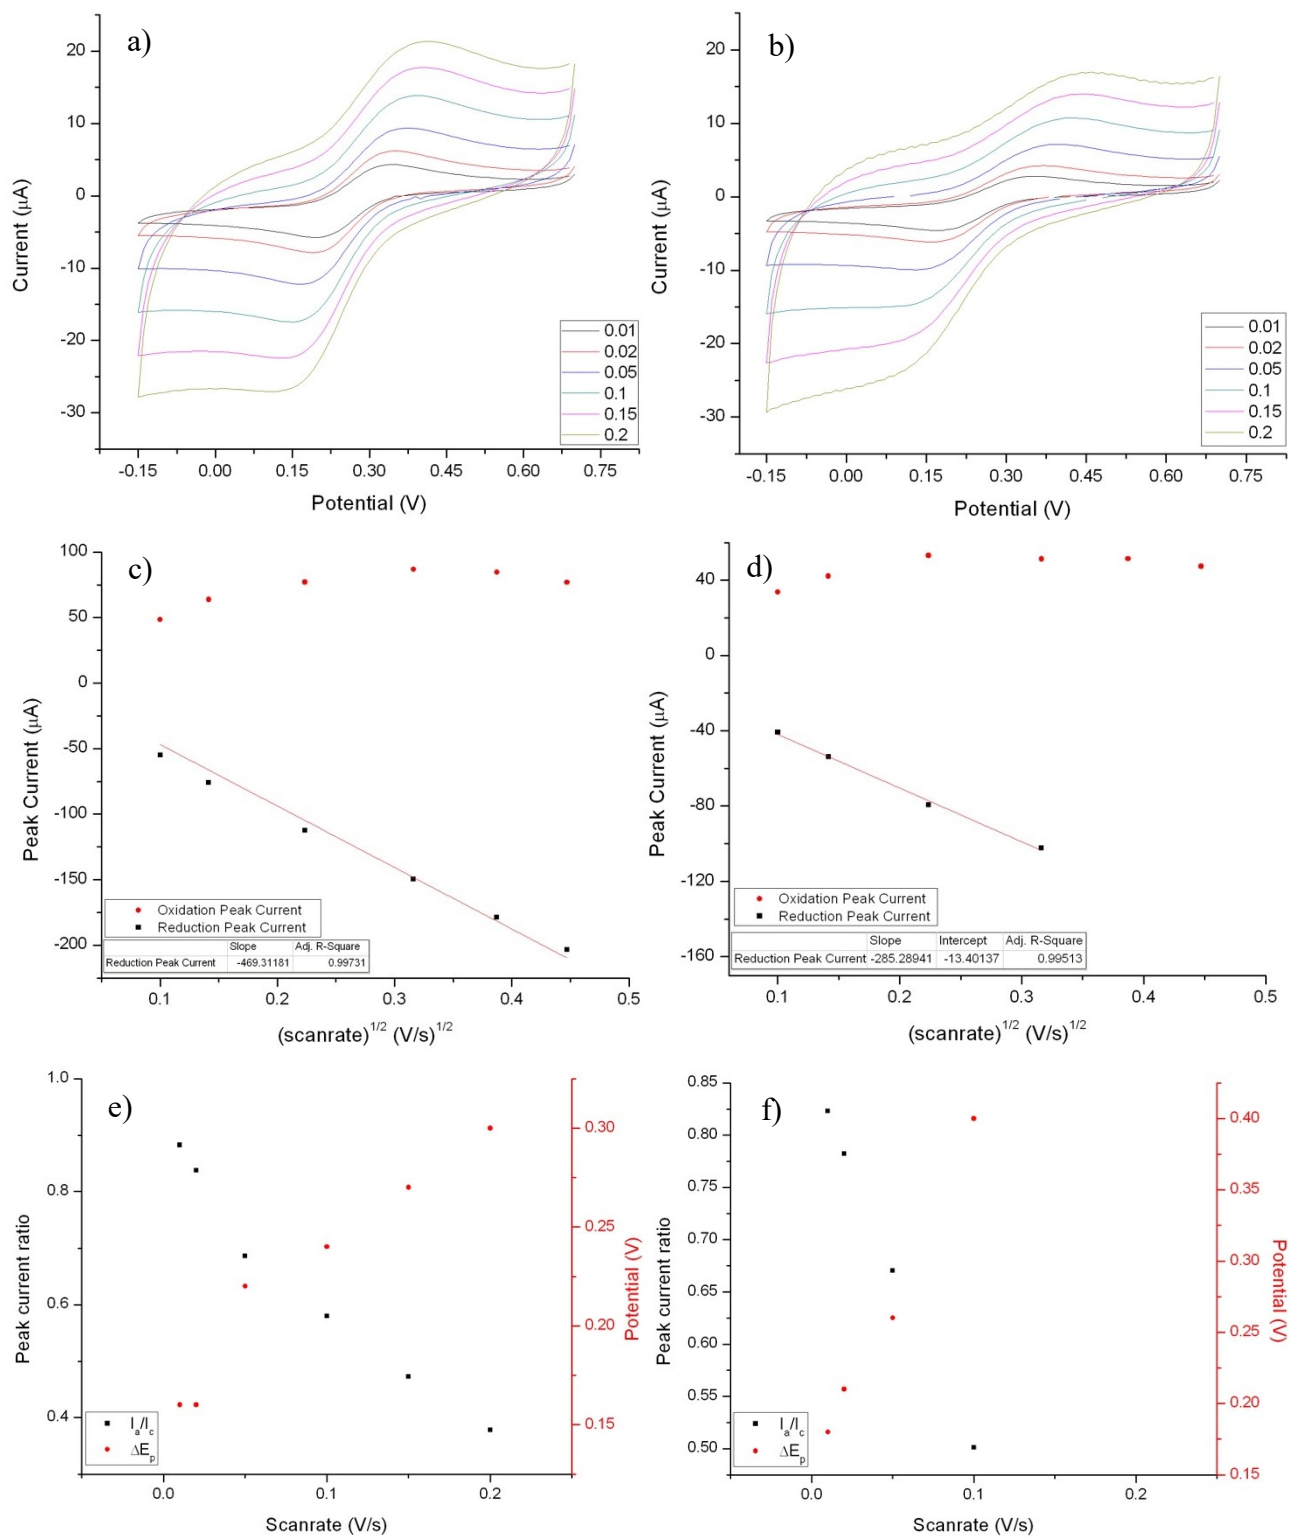 a)
Current (μA)
20
10
0
-10
-20
-30
0.01
0.02
0.05
0.1
0.15
0.2
-0.15 0.00 0.15 0.30 0.45 0.60 0.75
Potential (V)
b)
Current (μA)
20
10
0
-10
-20
-30
0.01
0.02
0.05
0.1
0.15
0.2
-0.15 0.00 0.15 0.30 0.45 0.60 0.75
Potential (V)
c)
Peak Current (μA)
100
50
0
-50
-100
-150
-200
Oxidation Peak Current
Reduction Peak Current
Slope Adj. R-Square
Reduction Peak Current -469.31181 0.99731
0.1 0.2 0.3 0.4 0.5
(scanrate)^1/2 (V/s)^1/2
d)
Peak Current (μA)
40
0
-40
-80
-120
-160
Oxidation Peak Current
Reduction Peak Current
Slope Intercept Adj. R-Square
Reduction Peak Current -285.28941 -13.40137 0.99513
0.1 0.2 0.3 0.4 0.5
(scanrate)^1/2 (V/s)^1/2
e)
Peak current ratio
1.0
0.8
0.6
0.4
I_a/I_c
ΔE_p
0.30
0.25
0.20
0.15
Potential (V)
0.0 0.1 0.2
Scanrate (V/s)
f)
Peak current ratio
0.85
0.80
0.75
0.70
0.65
0.60
0.55
0.50
I_a/I_c
ΔE_p
0.40
0.35
0.30
0.25
0.20
0.15
Potential (V)
0.0 0.1 0.2
Scanrate (V/s)